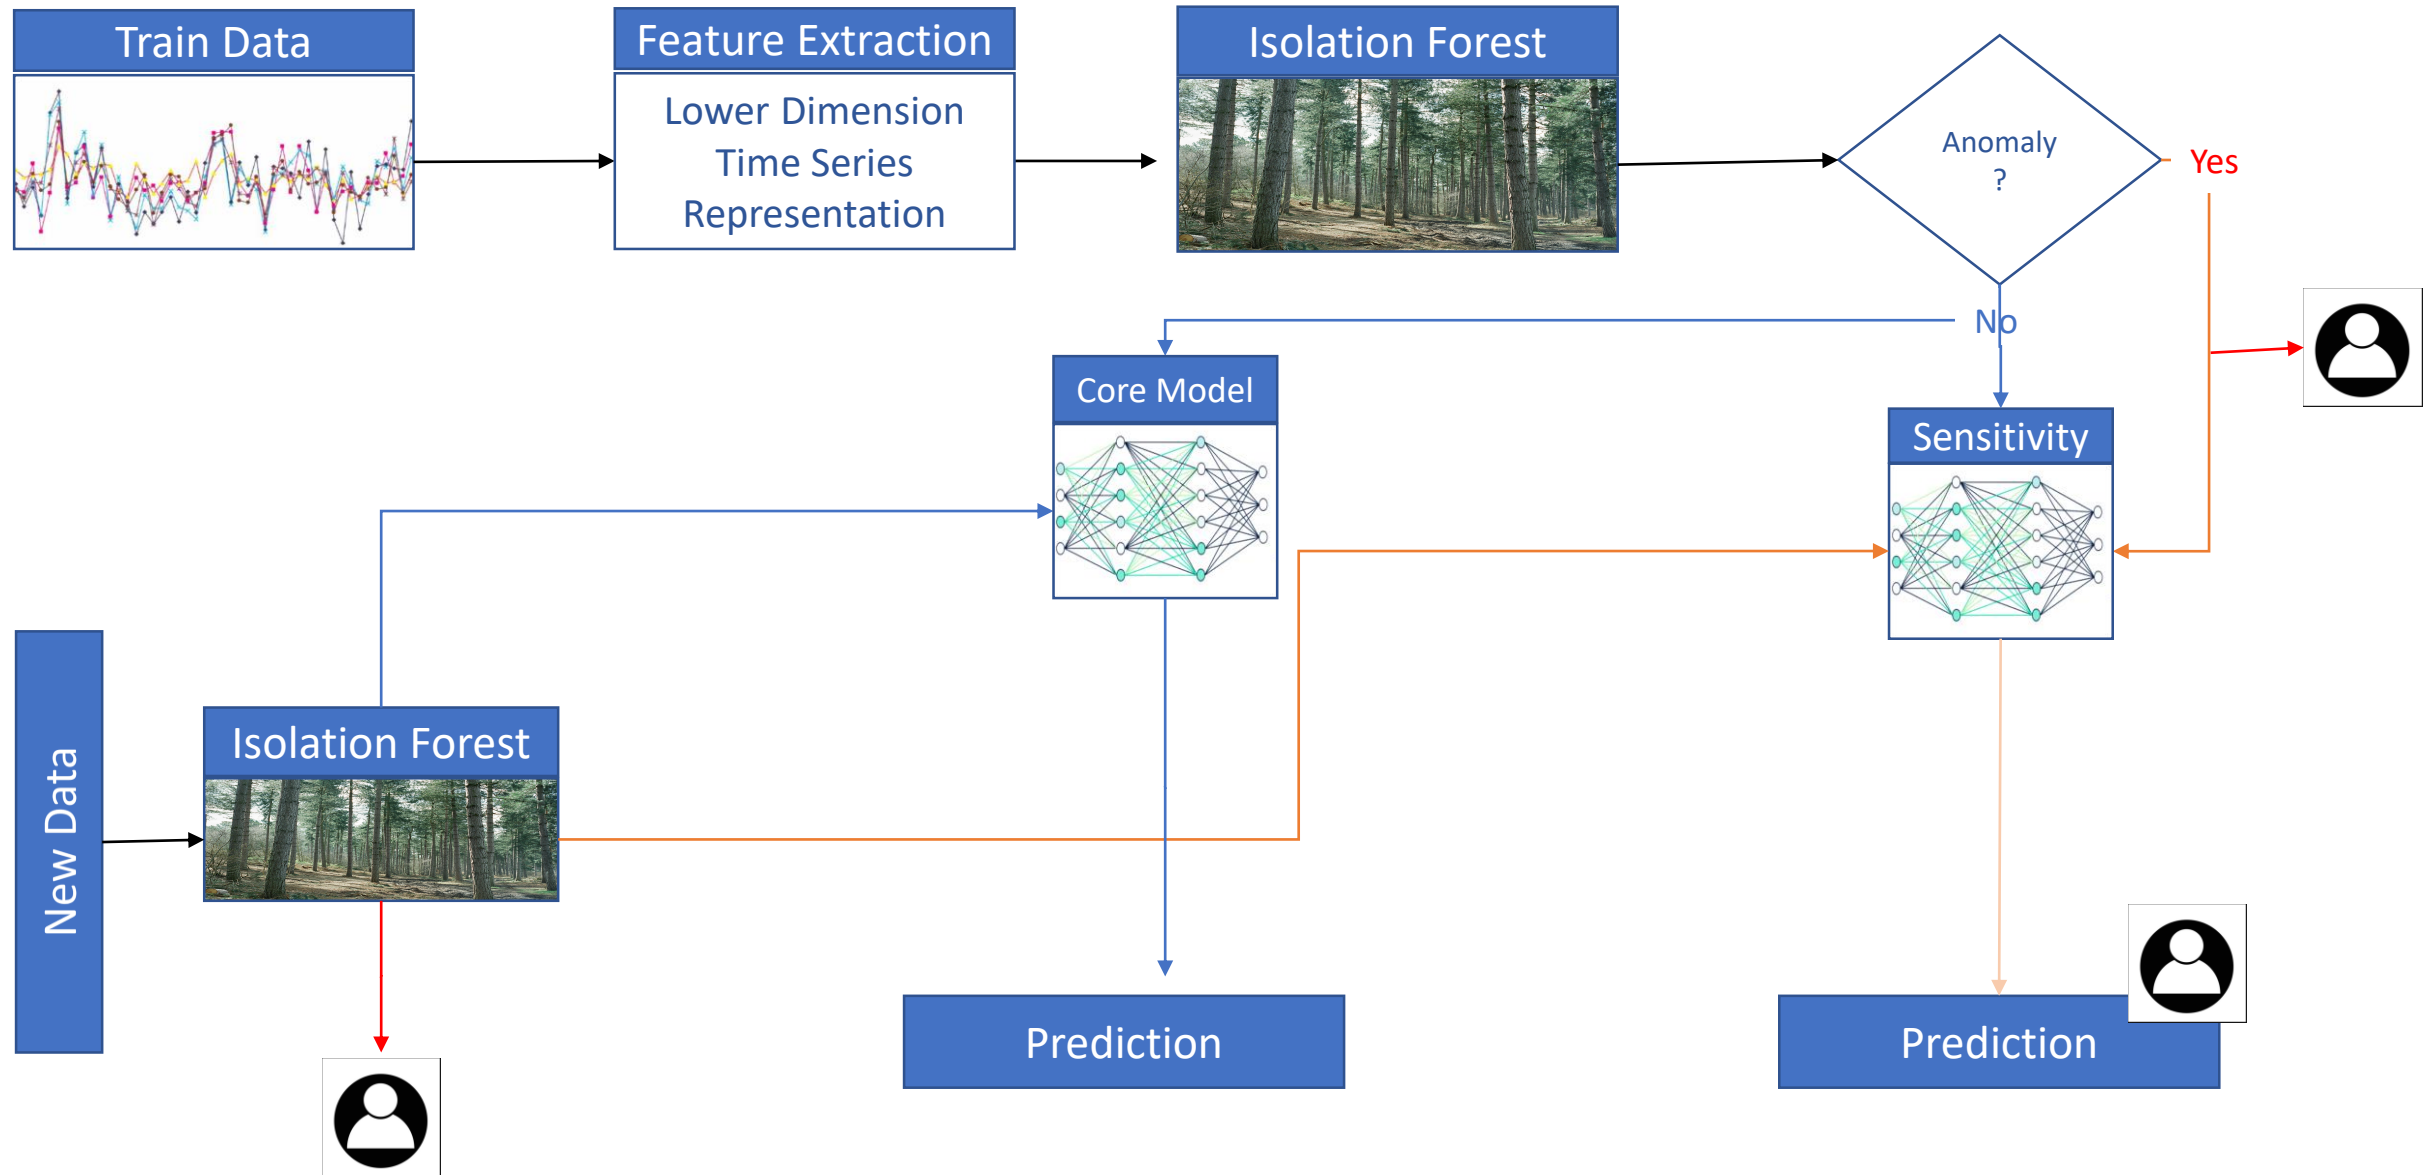 Train Data
Feature Extraction
Lower Dimension
Time Series
Representation
Isolation Forest
Anomaly
?
Yes
No
Core Model
Sensitivity
New Data
Isolation Forest
Prediction
Prediction